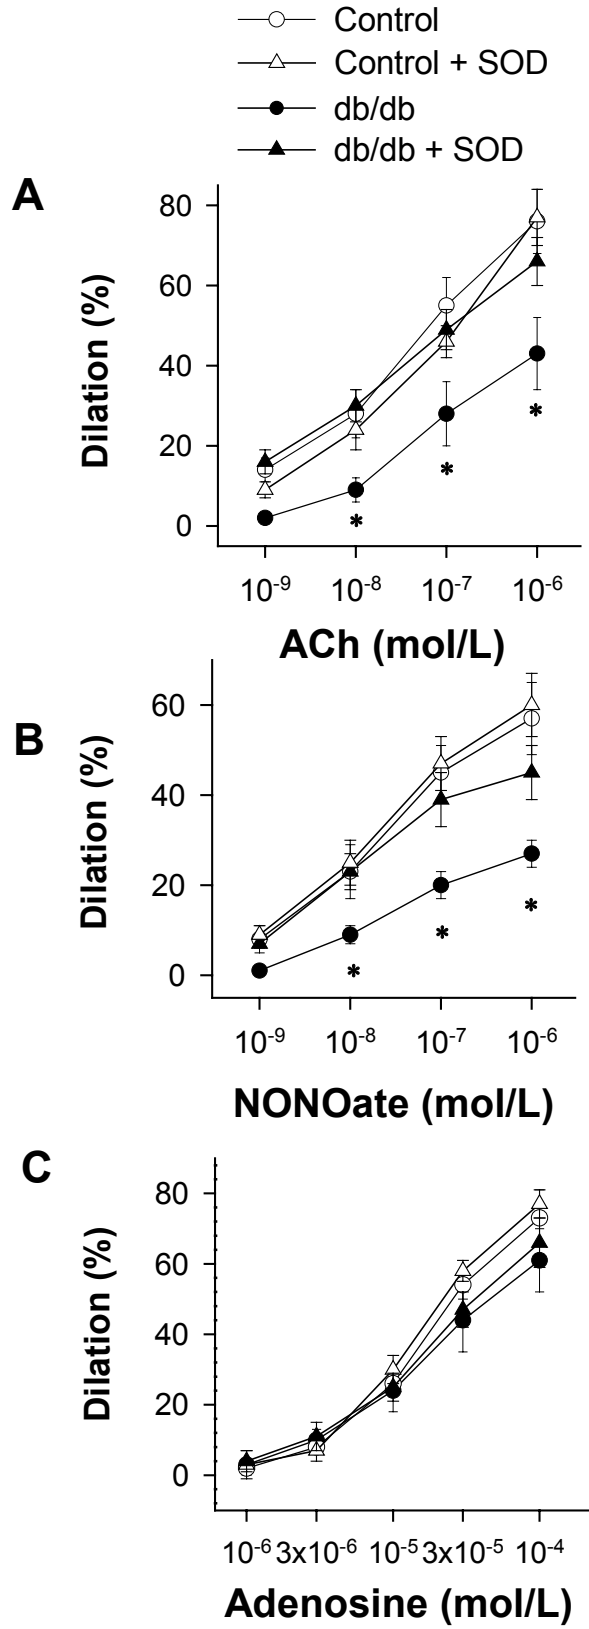 Control
Control + SOD
db/db
db/db + SOD
A
80
60
40
20
0
Dilation (%)
*
*
*
10-9 10-8 10-7 10-6
ACh (mol/L)
B
60
40
20
0
Dilation (%)
*
*
*
10-9 10-8 10-7 10-6
NONOate (mol/L)
C
80
60
40
20
0
Dilation (%)
10-6 3x10-6 10-5 3x10-5 10-4
Adenosine (mol/L)